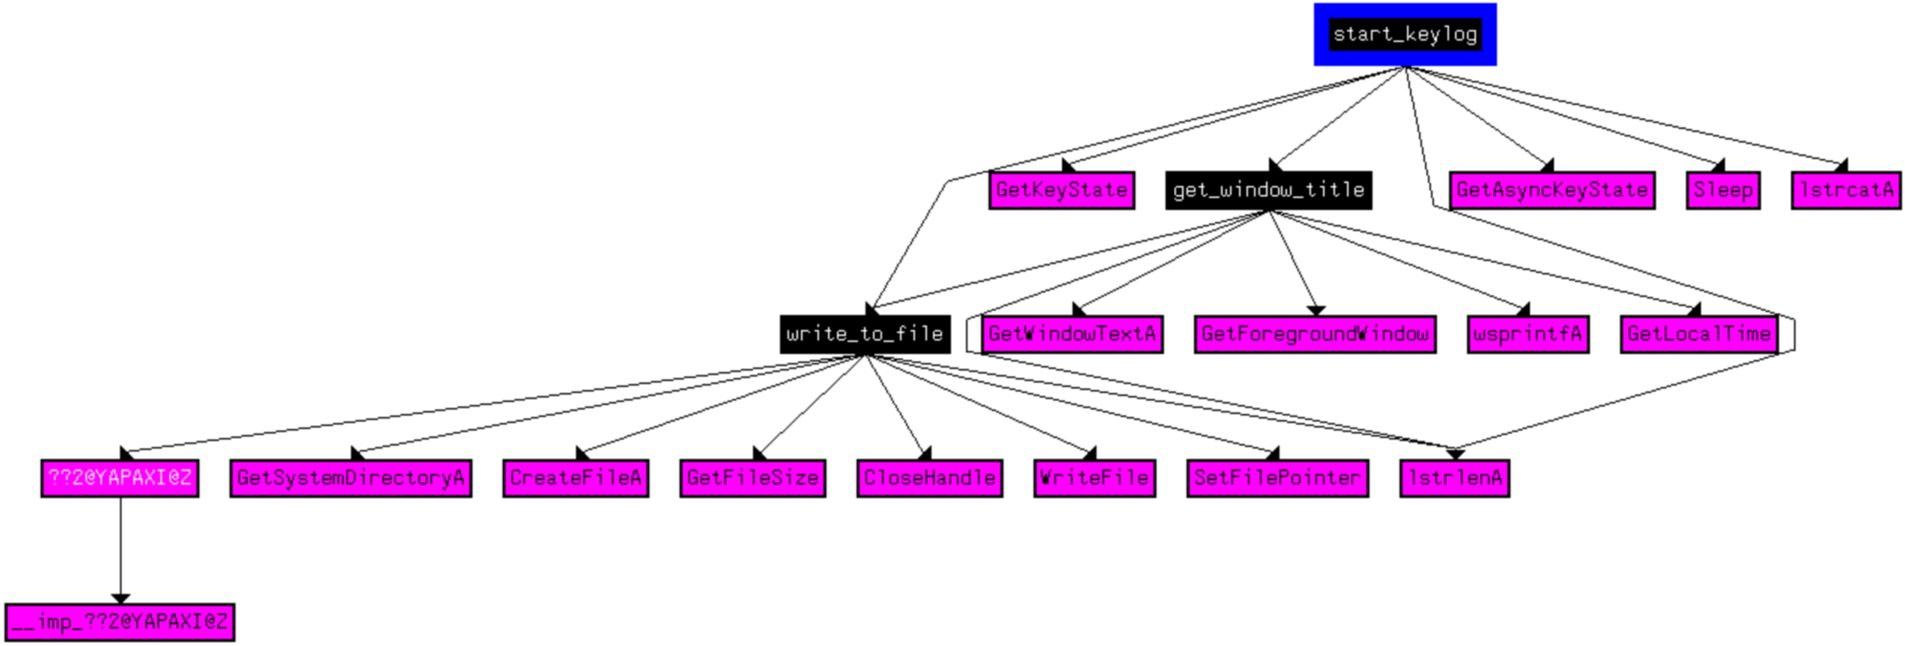 start_keylog
GetKeyState
get_window_title
GetAsyncKeyState
Sleep
lstrcatA
write_to_file
GetWindowTextA
GetForegroundWindow
wsprintfA
GetLocalTime
??2@YAPAXI@Z
GetSystemDirectoryA
CreateFileA
GetFileSize
CloseHandle
WriteFile
SetFilePointer
lstrlenA
__imp_??2@YAPAXI@Z